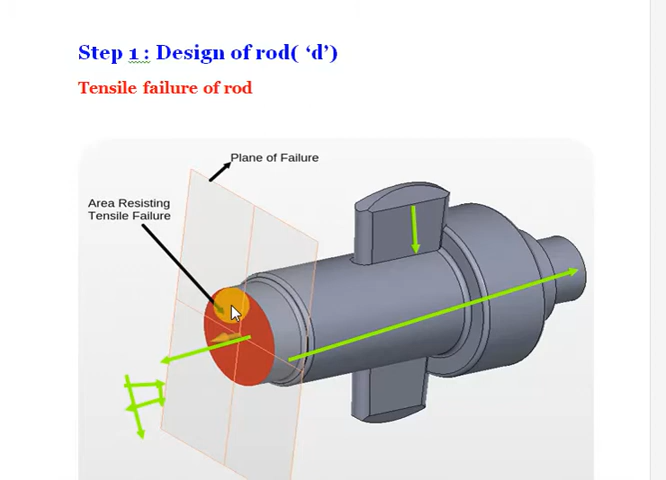 Step 1 : Design of rod( ‘d’)
Tensile failure of rod
Plane of Failure
Area Resisting
Tensile Failure